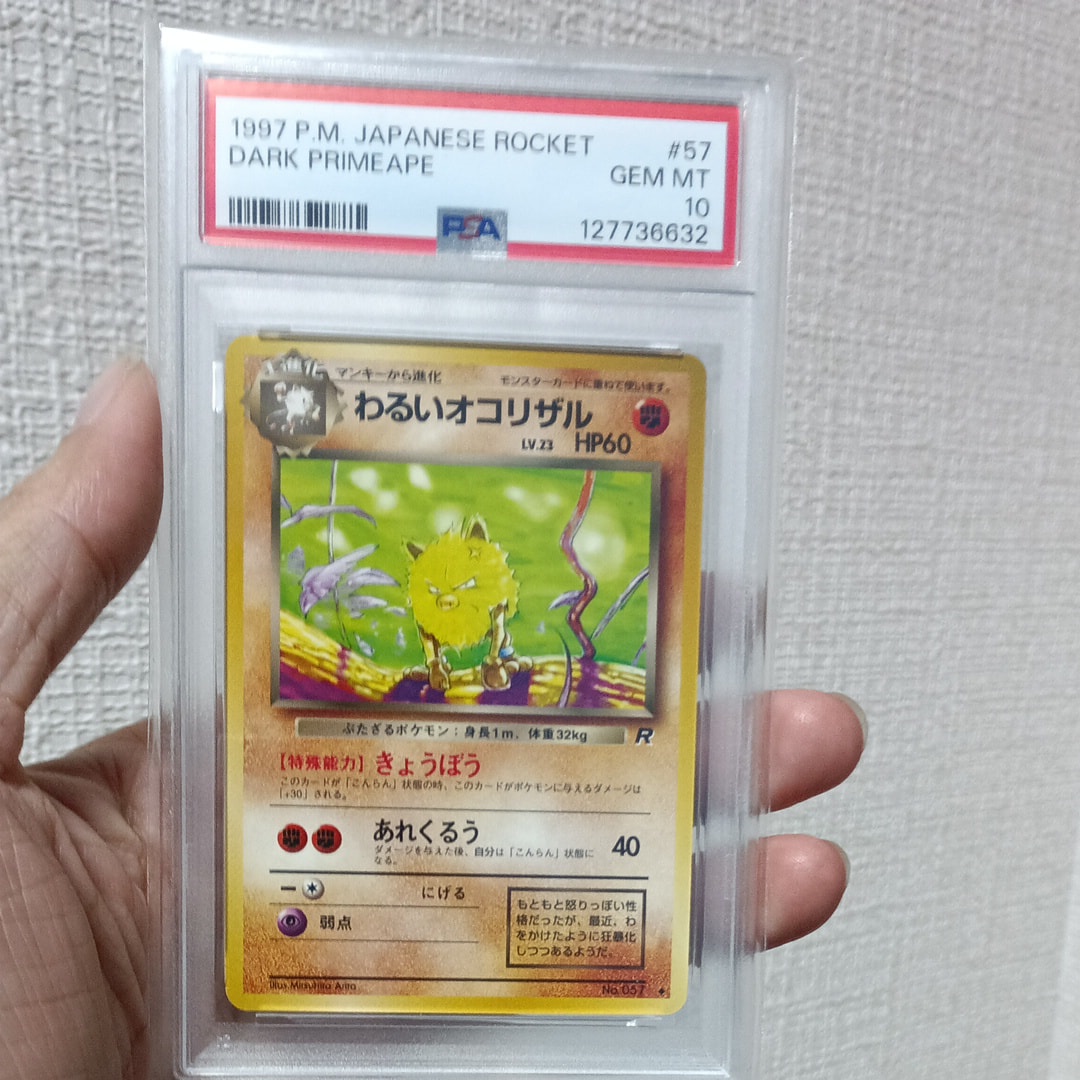 1997 P.M. JAPANESE ROCKET #57
DARK PRIMEAPE GEM MT
10
PSA 127736632
1進化 マンキーから進化 モンスターカードに重ねて使います。
わるいオコリザル
LV.23 HP60
ぶたざるポケモン：身長1m、体重32kg R
【特殊能力】きょうぼう
このカードが「こんらん」状態の時、このカードがポケモンに与えるダメージは
「+30」される。
あれくるう 40
ダメージを与えた後、自分は「こんらん」状態に
なる。
にげる
弱点
もともと怒りっぽい性
格だったが、最近、わ
をかけたように狂暴化
しつつあるようだ。
Illus. Mitsuhiro Arita No.057